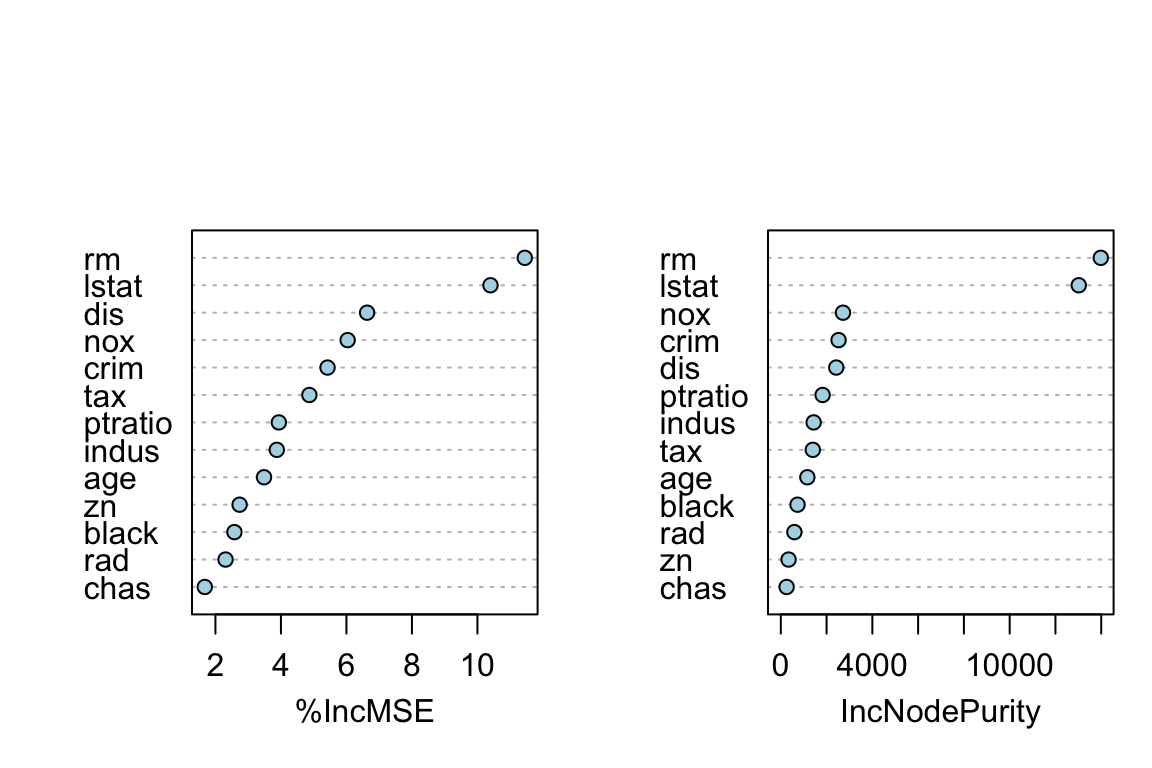 rm
lstat
dis
nox
crim
tax
ptratio
indus
age
zn
black
rad
chas
2 4 6 8 10
%IncMSE
rm
lstat
nox
crim
dis
ptratio
indus
tax
age
black
rad
zn
chas
0 4000 10000
IncNodePurity